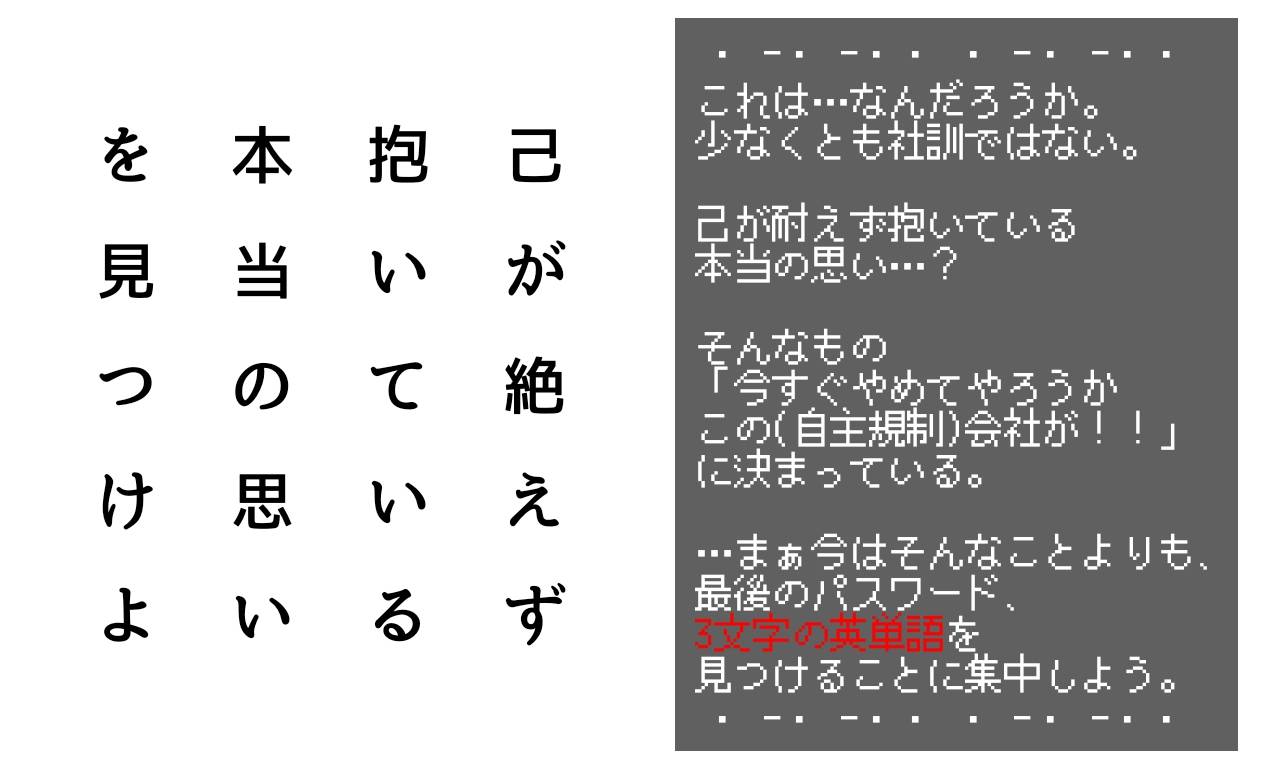 己が絶えず
抱いている
本当の思い
を見つけよ
. -. -.. . -. -..
これは…なんだろうか。
少なくとも社訓ではない。
己が耐えず抱いている
本当の思い…？
そんなもの
「今すぐやめてやろうか
この(自主規制)会社が！！」
に決まっている。
…まぁ今はそんなことよりも、
最後のパスワード、
3文字の英単語を
見つけることに集中しよう。
. -. -.. . -. -..